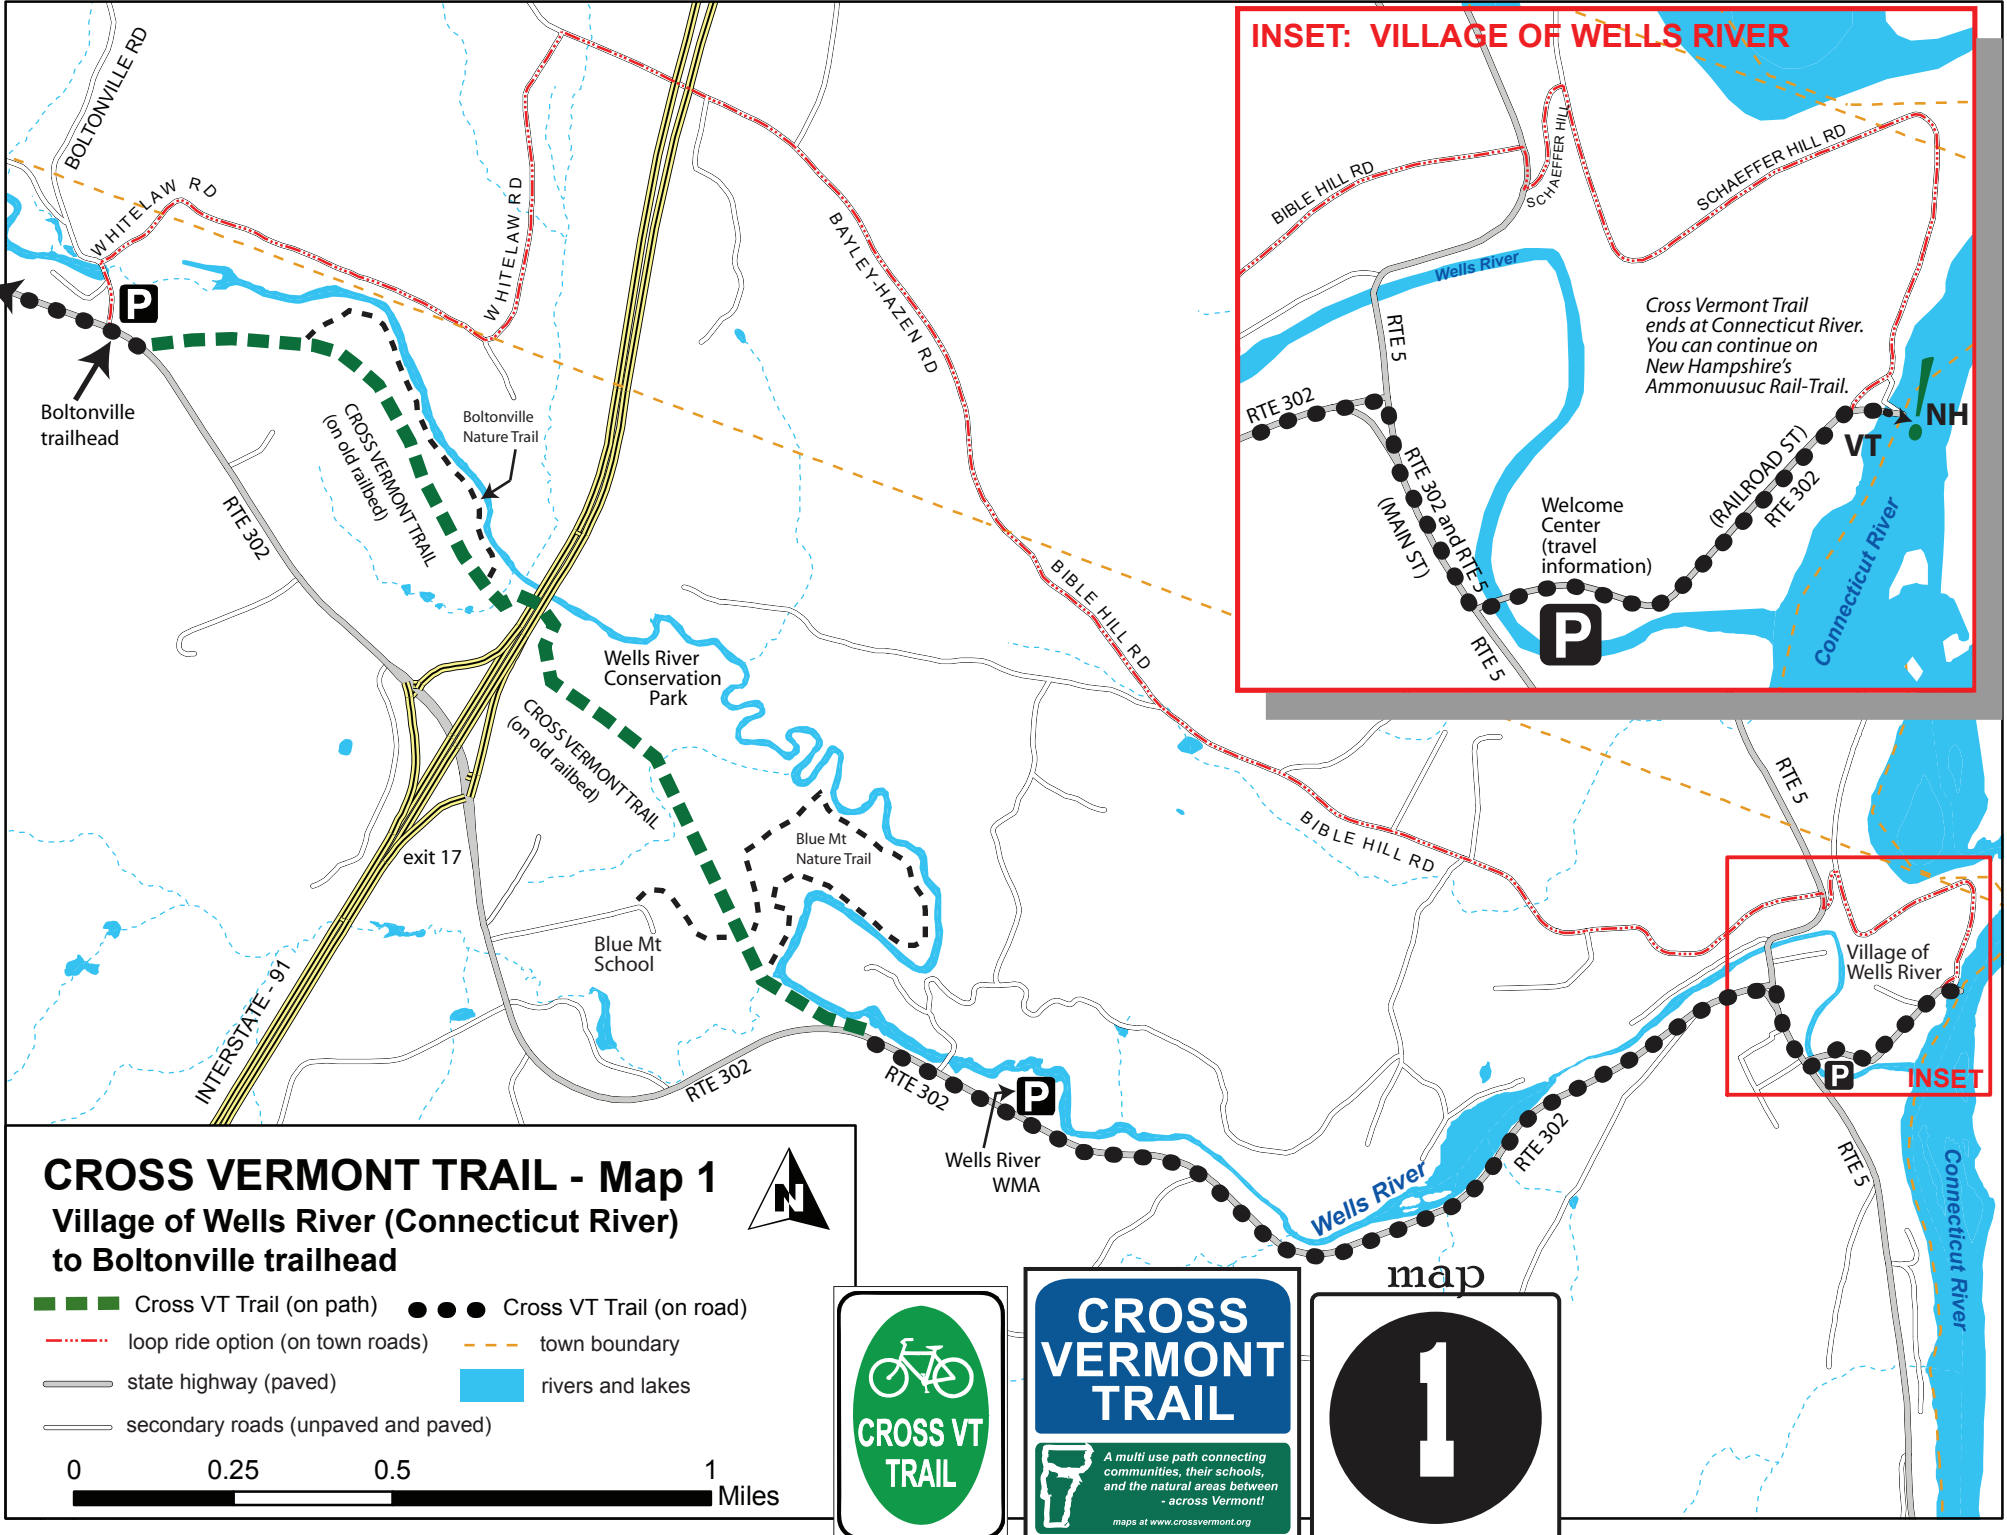 INSET: VILLAGE OF WELLS RIVER
BOLTONVILLE RD
WHITELAW RD
WHITELAW RD
BAYLEY-HAZEN RD
P
Boltonville
trailhead
CROSS VERMONT TRAIL
(on old railbed)
Boltonville
Nature Trail
RTE 302
BIBLE HILL RD
SCHAEFFER HILL
SCHAEFFER HILL RD
Wells River
RTE 5
Cross Vermont Trail
ends at Connecticut River.
You can continue on
New Hampshire's
Ammonuusuc Rail-Trail.
RTE 302
NH
VT
RTE 302 and RTE 5
(MAIN ST)
Welcome
Center
(travel
information)
(RAILROAD ST)
RTE 302
Connecticut River
P
RTE 5
BIBLE HILL RD
Wells River
Conservation
Park
CROSS VERMONT TRAIL
(on old railbed)
RTE 5
BIBLE HILL RD
exit 17
Blue Mt
Nature Trail
Blue Mt
School
INTERSTATE - 91
Village of
Wells River
P
INSET
RTE 302
RTE 302
P
Wells River
WMA
RTE 302
Wells River
RTE 5
Connecticut River
CROSS VERMONT TRAIL - Map 1
Village of Wells River (Connecticut River)
to Boltonville trailhead
N
Cross VT Trail (on path)
Cross VT Trail (on road)
loop ride option (on town roads)
town boundary
state highway (paved)
rivers and lakes
secondary roads (unpaved and paved)
0 0.25 0.5 1
Miles
CROSS VT
TRAIL
CROSS
VERMONT
TRAIL
A multi use path connecting
communities, their schools,
and the natural areas between
- across Vermont!
maps at www.crossvermont.org
map
1